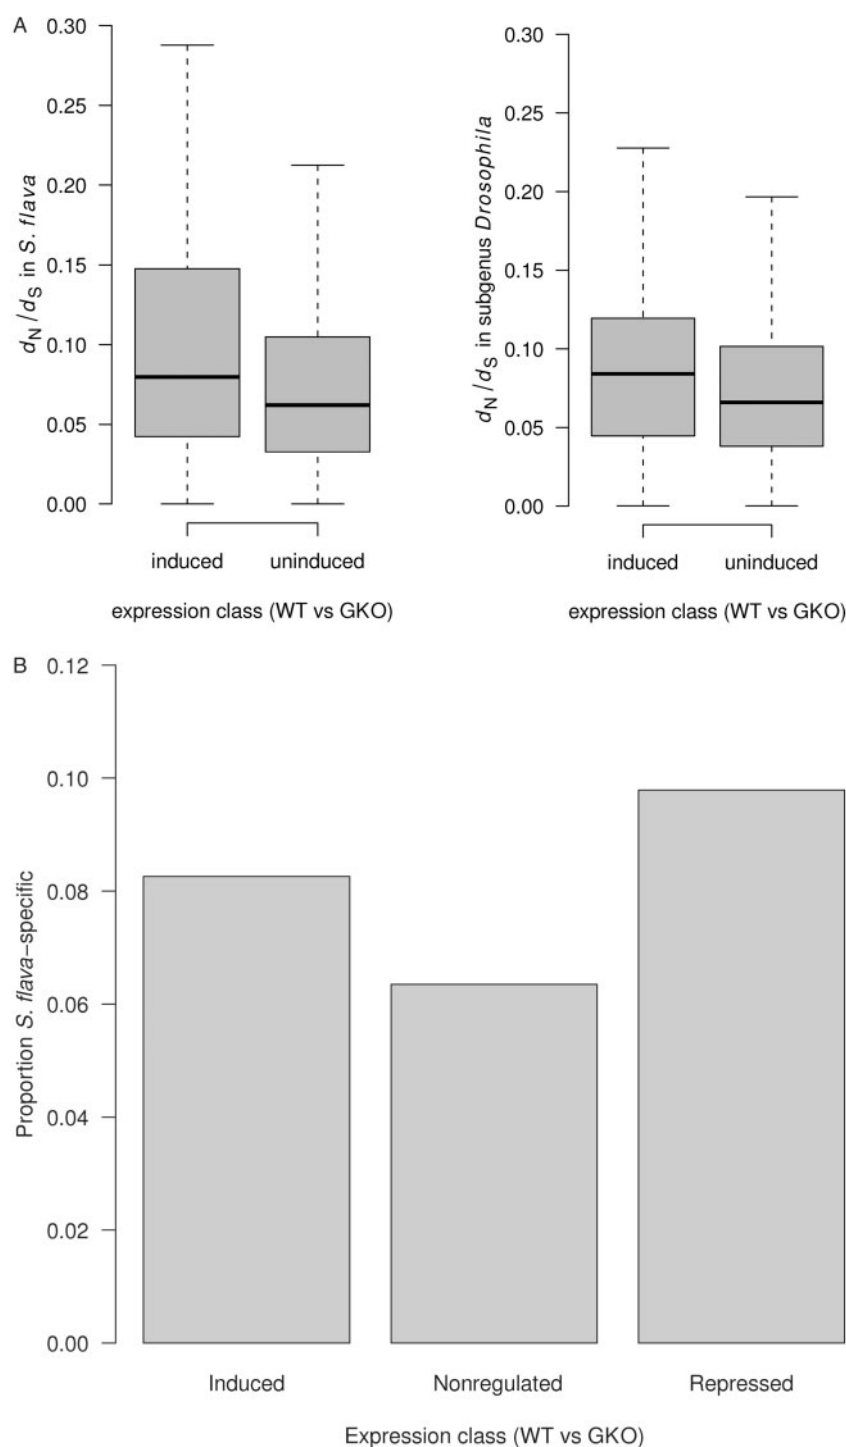 A
0.30
0.25
0.20
0.15
0.10
0.05
0.00
dN/dS in S. flava
induced
uninduced
expression class (WT vs GKO)
0.30
0.25
0.20
0.15
0.10
0.05
0.00
dN/dS in subgenus Drosophila
induced
uninduced
expression class (WT vs GKO)
B
0.12
0.10
0.08
0.06
0.04
0.02
0.00
Proportion S. flava−specific
Induced
Nonregulated
Repressed
Expression class (WT vs GKO)